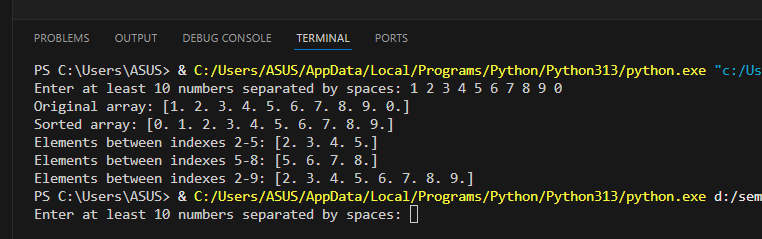 PROBLEMS OUTPUT DEBUG CONSOLE TERMINAL PORTS
PS C:\Users\ASUS> & C:/Users/ASUS/AppData/Local/Programs/Python/Python313/python.exe "c:/Us
Enter at least 10 numbers separated by spaces: 1 2 3 4 5 6 7 8 9 0
Original array: [1. 2. 3. 4. 5. 6. 7. 8. 9. 0.]
Sorted array: [0. 1. 2. 3. 4. 5. 6. 7. 8. 9.]
Elements between indexes 2-5: [2. 3. 4. 5.]
Elements between indexes 5-8: [5. 6. 7. 8.]
Elements between indexes 2-9: [2. 3. 4. 5. 6. 7. 8. 9.]
PS C:\Users\ASUS> & C:/Users/ASUS/AppData/Local/Programs/Python/Python313/python.exe d:/sem
Enter at least 10 numbers separated by spaces: